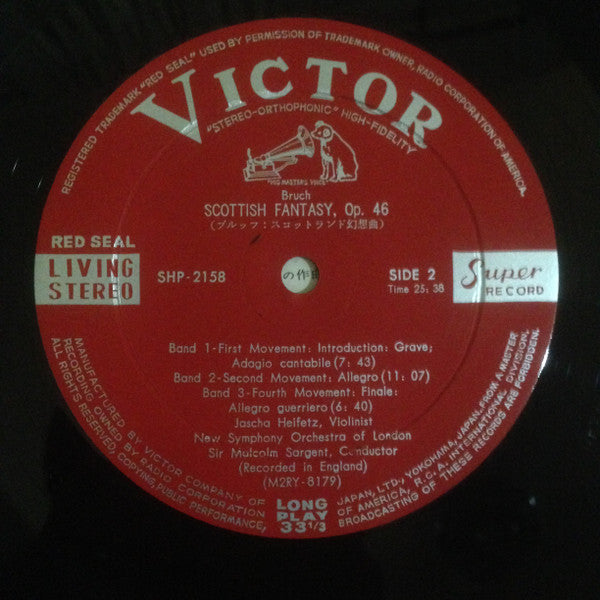 REGISTERED TRADEMARK "RED SEAL" USED BY PERMISSION OF TRADEMARK OWNER, RADIO CORPORATION OF AMERICA.
VICTOR
"STEREO-ORTHOPHONIC" HIGH-FIDELITY
"HIS MASTER'S VOICE"
Bruch
SCOTTISH FANTASY, Op. 46
(ブルッフ:スコットランド幻想曲)
RED SEAL
LIVING
STEREO
SHP-2158
の作曲
SIDE 2
Time 25: 38
Super
RECORD
Band 1-First Movement: Introduction: Grave;
Adagio cantabile (7: 43)
Band 2-Second Movement: Allegro (11: 07)
Band 3-Fourth Movement: Finale:
Allegro guerriero (6: 40)
Jascha Heifetz, Violinist
New Symphony Orchestra of London
Sir Malcolm Sargent, Conductor
(Recorded in England)
(M2RY-8179)
LONG
PLAY
33 1/3
MANUFACTURED BY VICTOR COMPANY OF JAPAN, LTD., YOKOHAMA, JAPAN, FROM A MASTER
RECORDING OWNED BY RADIO CORPORATION OF AMERICA, R.C.A. INTERNATIONAL DIVISION.
ALL RIGHTS RESERVED, COPYING, PUBLIC PERFORMANCE, BROADCASTING OF THESE RECORDS ARE FORBIDDEN.